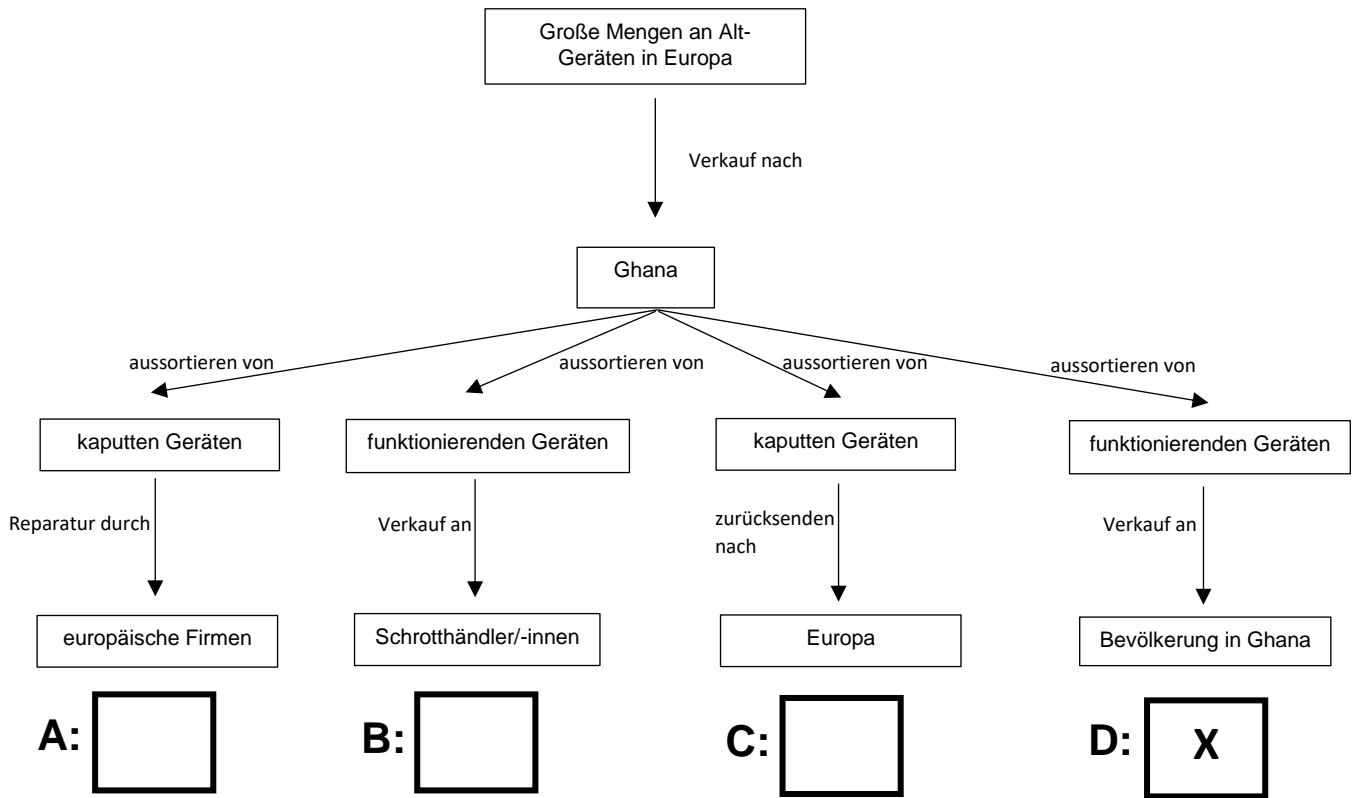 Große Mengen an Alt-
Geräten in Europa
Verkauf nach
Ghana
aussortieren von
aussortieren von
aussortieren von
aussortieren von
kaputten Geräten
funktionierenden Geräten
kaputten Geräten
funktionierenden Geräten
Reparatur durch
Verkauf an
zurücksenden
nach
Verkauf an
europäische Firmen
Schrotthändler/-innen
Europa
Bevölkerung in Ghana
A:
B:
C:
D:
X